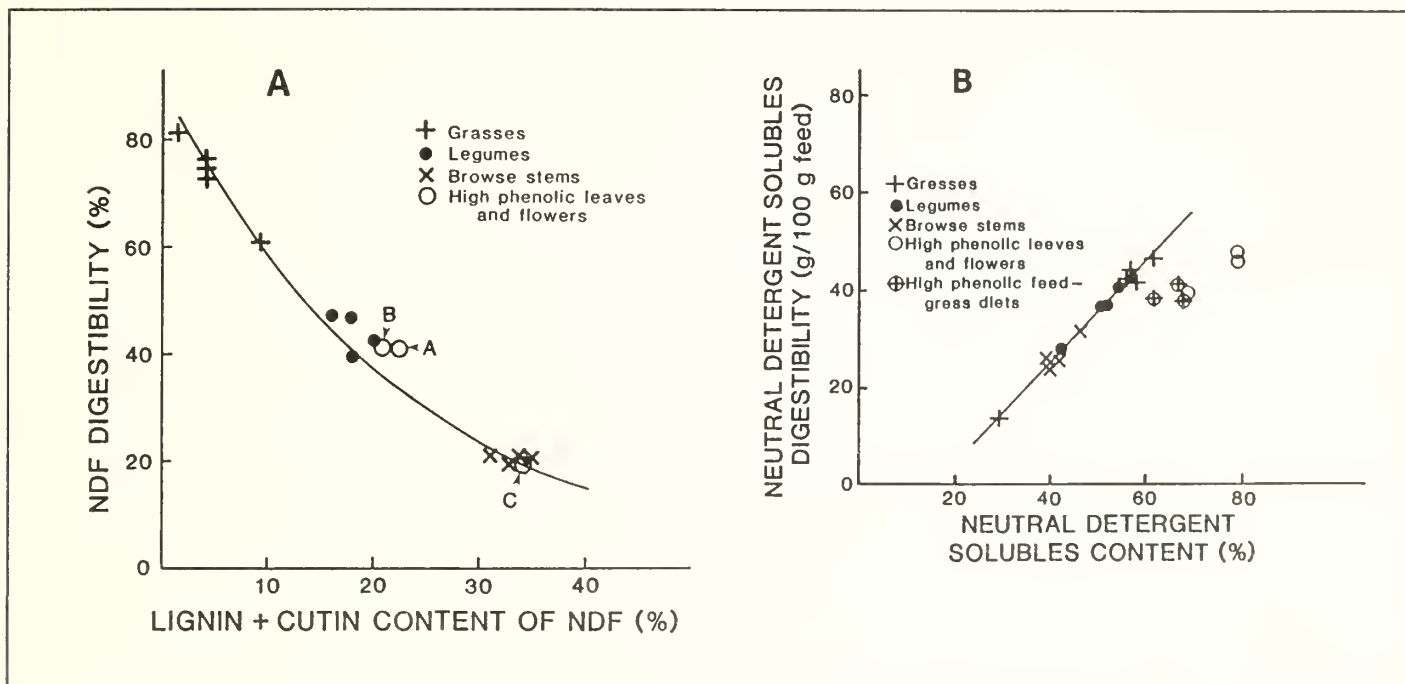 A
NDF DIGESTIBILITY (%)
80
60
40
20
0
10
20
30
40
LIGNIN + CUTIN CONTENT OF NDF (%)
Grasses
Legumes
Browse stems
High phenolic leaves
and flowers
B
A
C
B
NEUTRAL DETERGENT SOLUBLES
DIGESTIBILITY (g/100 g feed)
80
60
40
20
0
20
40
60
80
NEUTRAL DETERGENT
SOLUBLES CONTENT (%)
Gresses
Legumes
Browse stems
High phenolic leeves
and flowers
High phenolic feed–
gress diets